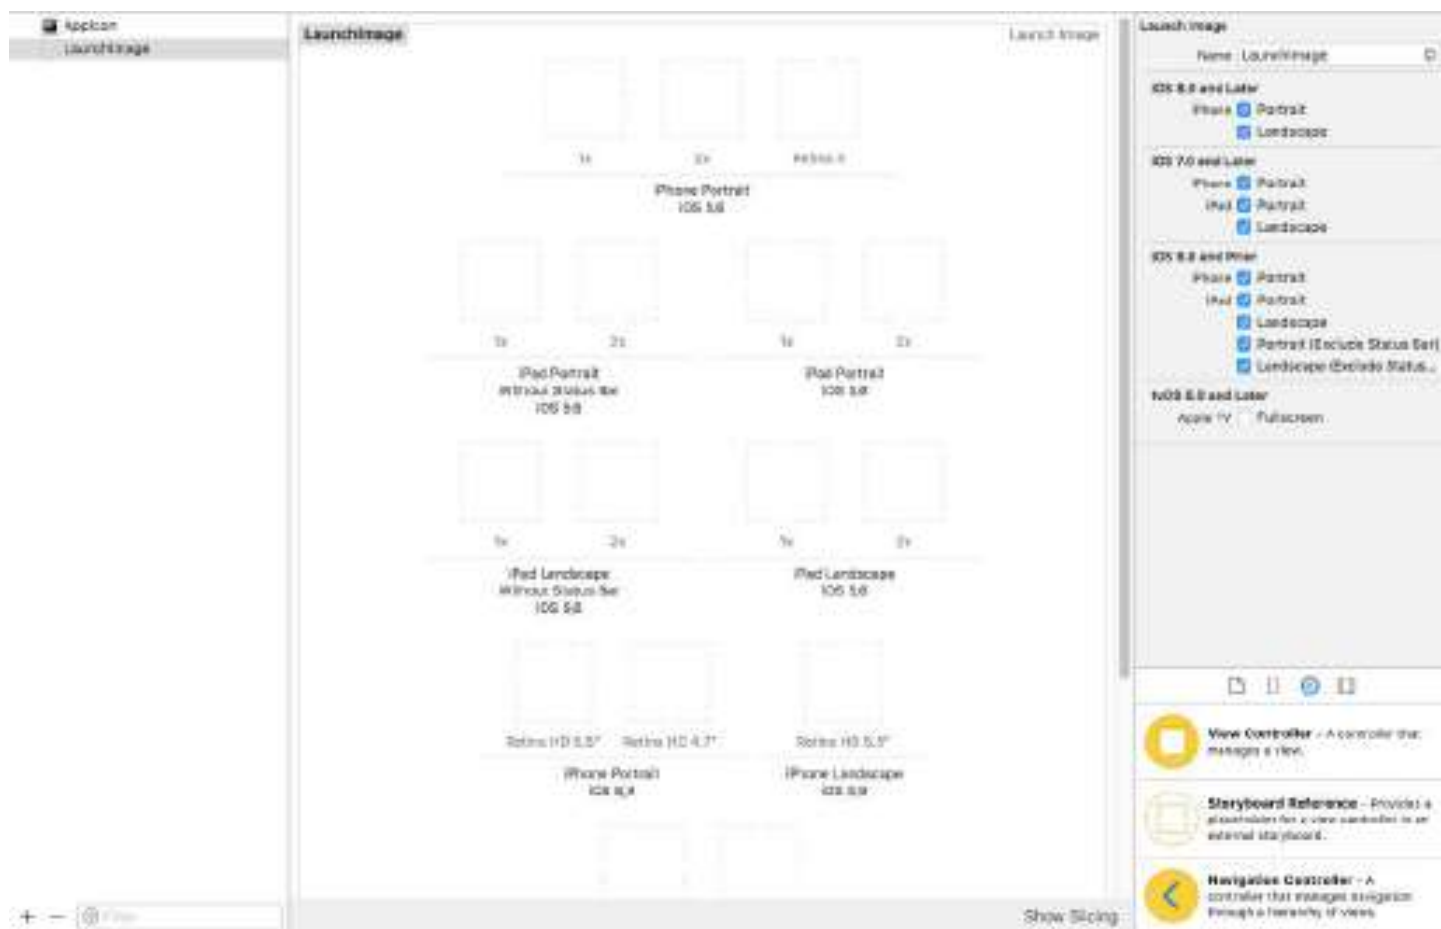 AppIcon
LaunchImage
LaunchImage
Launch Image
1x 2x Retina 4
iPhone Portrait
iOS 5,6
1x 2x 1x 2x
iPad Portrait
Without Status Bar
iOS 5,6
iPad Portrait
iOS 5,6
1x 2x 1x 2x
iPad Landscape
Without Status Bar
iOS 5,6
iPad Landscape
iOS 5,6
Retina HD 5.5" Retina HD 4.7"
iPhone Portrait
iOS 8,9
Retina HD 5.5"
iPhone Landscape
iOS 8,9
Filter
Show Slicing
Launch Image
Name LaunchImage
iOS 8.0 and Later
iPhone Portrait
Landscape
iOS 7.0 and Later
iPhone Portrait
iPad Portrait
Landscape
iOS 6.0 and Prior
iPhone Portrait
iPad Portrait
Landscape
Portrait (Exclude Status Bar)
Landscape (Exclude Status...
tvOS and Later
Apple TV Fullscreen
View Controller - A controller that
manages a view.
Storyboard Reference - Provides a
placeholder for a view controller in an
external storyboard.
Navigation Controller - A
controller that manages navigation
through a hierarchy of views.